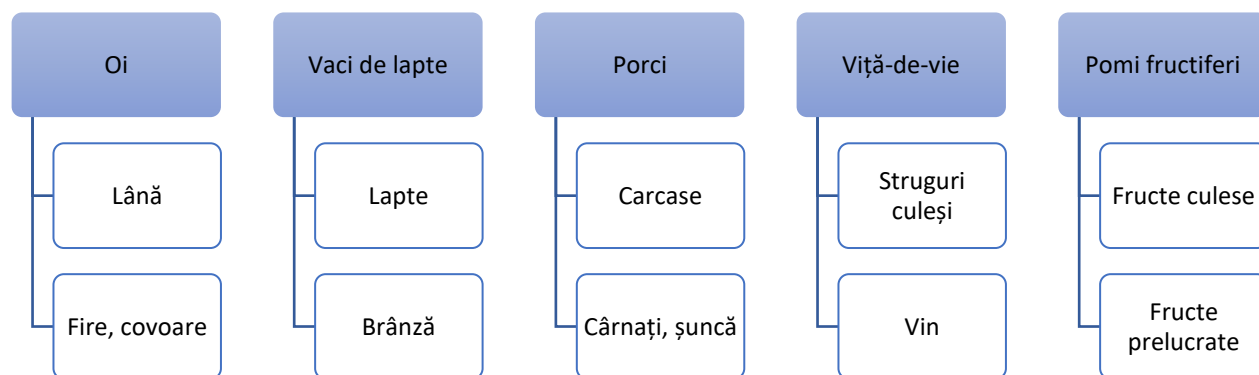 Oi
Vaci de lapte
Porci
Viță-de-vie
Pomi fructiferi
Lână
Lapte
Carcase
Struguri
culeși
Fructe culese
Fire, covoare
Brânză
Cârnați, șuncă
Vin
Fructe
prelucrate